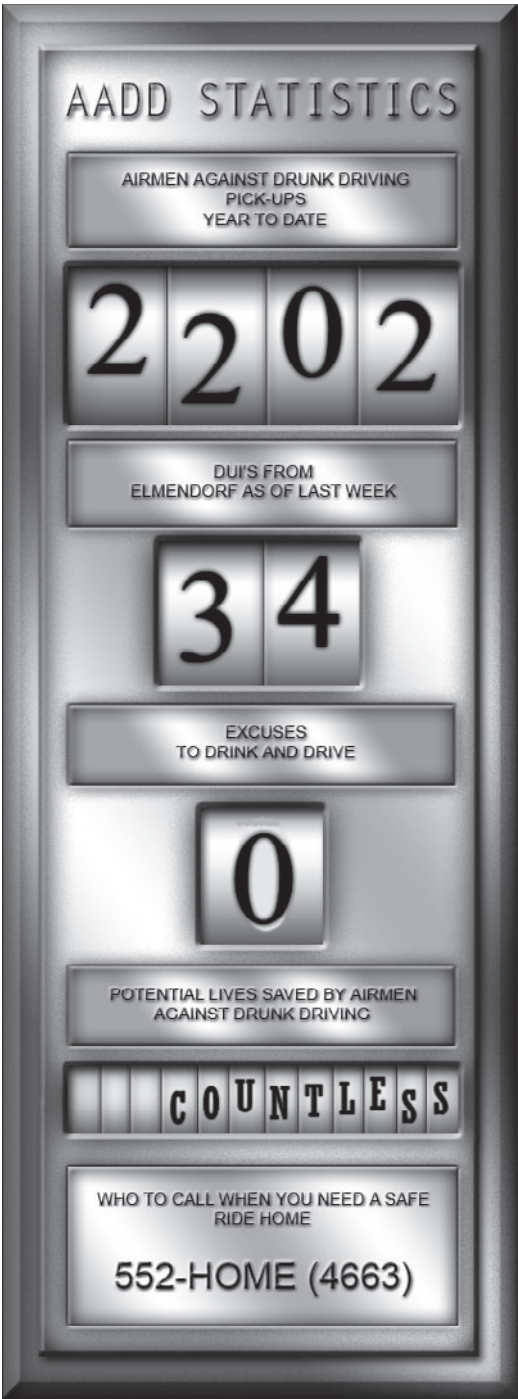 AADD STATISTICS
AIRMEN AGAINST DRUNK DRIVING
PICK-UPS
YEAR TO DATE
2202
DUI'S FROM
ELMENDORF AS OF LAST WEEK
34
EXCUSES
TO DRINK AND DRIVE
0
POTENTIAL LIVES SAVED BY AIRMEN
AGAINST DRUNK DRIVING
COUNTLESS
WHO TO CALL WHEN YOU NEED A SAFE
RIDE HOME
552-HOME (4663)